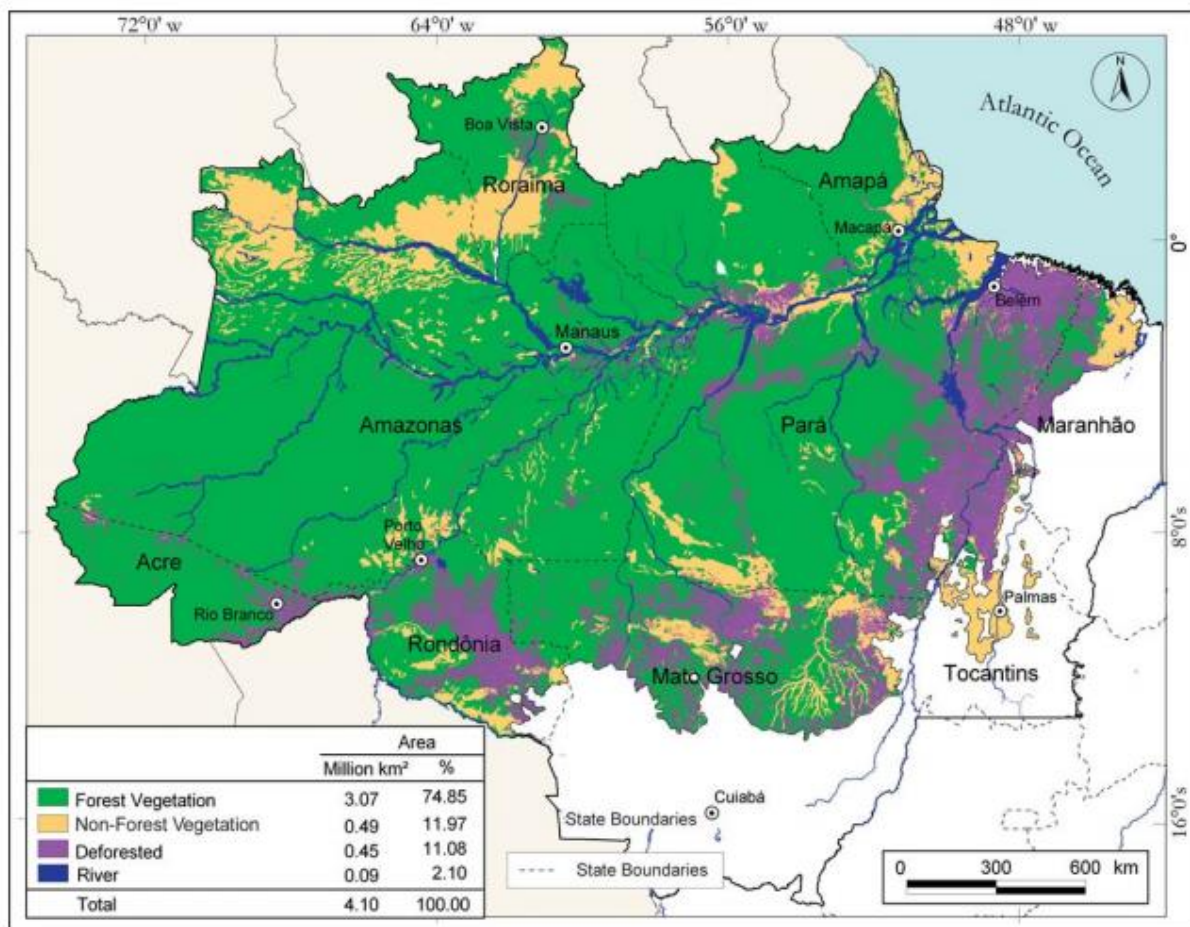 72°0' w
64°0' w
56°0' w
48°0' w
N
Atlantic Ocean
Boa Vista
Roraima
Amapá
Macapá
0°
Belém
Manaus
Amazonas
Pará
Maranhão
Porto
Velho
8°0's
Acre
Rio Branco
Palmas
Rondônia
Mato Grosso
Tocantins
Area
Million km² %
Forest Vegetation 3.07 74.85
Non-Forest Vegetation 0.49 11.97
Deforested 0.45 11.08
River 0.09 2.10
Total 4.10 100.00
Cuiabá
State Boundaries
16°0's
State Boundaries
0 300 600 km